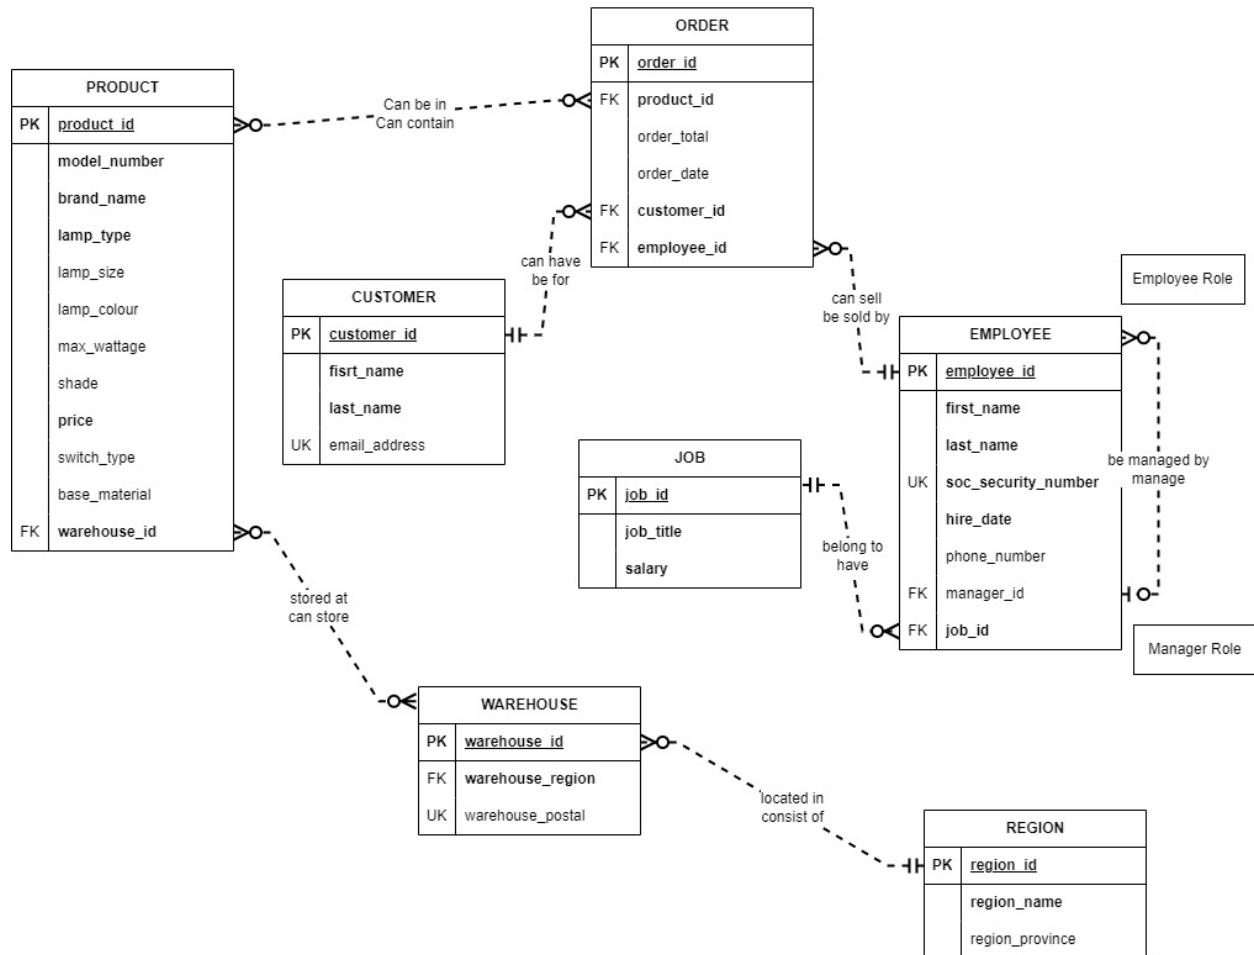 ORDER
PK order_id
FK product_id
order_total
order_date
FK customer_id
FK employee_id
PRODUCT
PK product_id
model_number
brand_name
lamp_type
lamp_size
lamp_colour
max_wattage
shade
price
switch_type
base_material
FK warehouse_id
Can be in
Can contain
can have
be for
CUSTOMER
PK customer_id
fisrt_name
last_name
UK email_address
can sell
be sold by
Employee Role
EMPLOYEE
PK employee_id
first_name
last_name
UK soc_security_number
hire_date
phone_number
FK manager_id
FK job_id
be managed by
manage
Manager Role
JOB
PK job_id
job_title
salary
belong to
have
stored at
can store
WAREHOUSE
PK warehouse_id
FK warehouse_region
UK warehouse_postal
located in
consist of
REGION
PK region_id
region_name
region_province